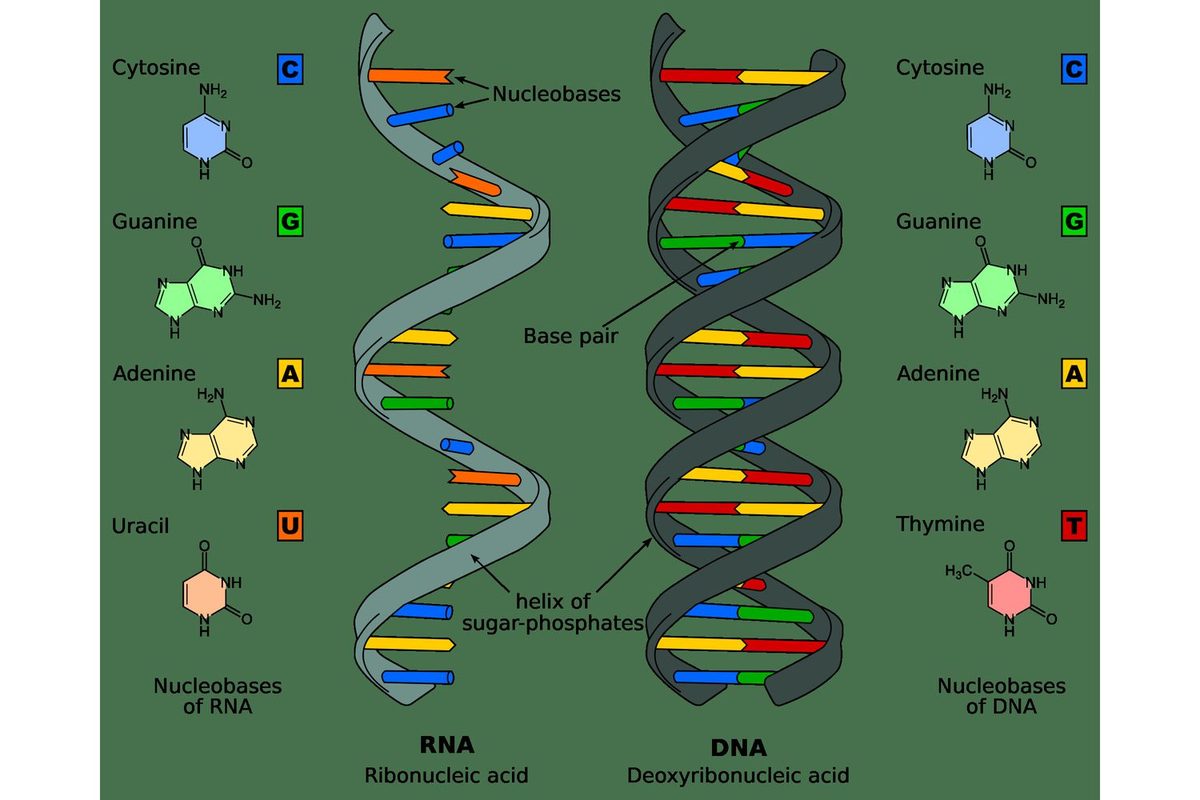 Cytosine C
NH₂
N
N
H
O
Guanine G
O
N
NH
N
H
N
NH₂
Adenine A
H₂N
N
N
N
H
N
Uracil U
O
NH
N
H
O
Nucleobases
of RNA
Nucleobases
Base pair
helix of
sugar-phosphates
RNA
Ribonucleic acid
DNA
Deoxyribonucleic acid
Cytosine C
NH₂
N
N
H
O
Guanine G
O
N
NH
N
H
N
NH₂
Adenine A
H₂N
N
N
N
H
N
Thymine T
O
H₃C
NH
N
H
O
Nucleobases
of DNA